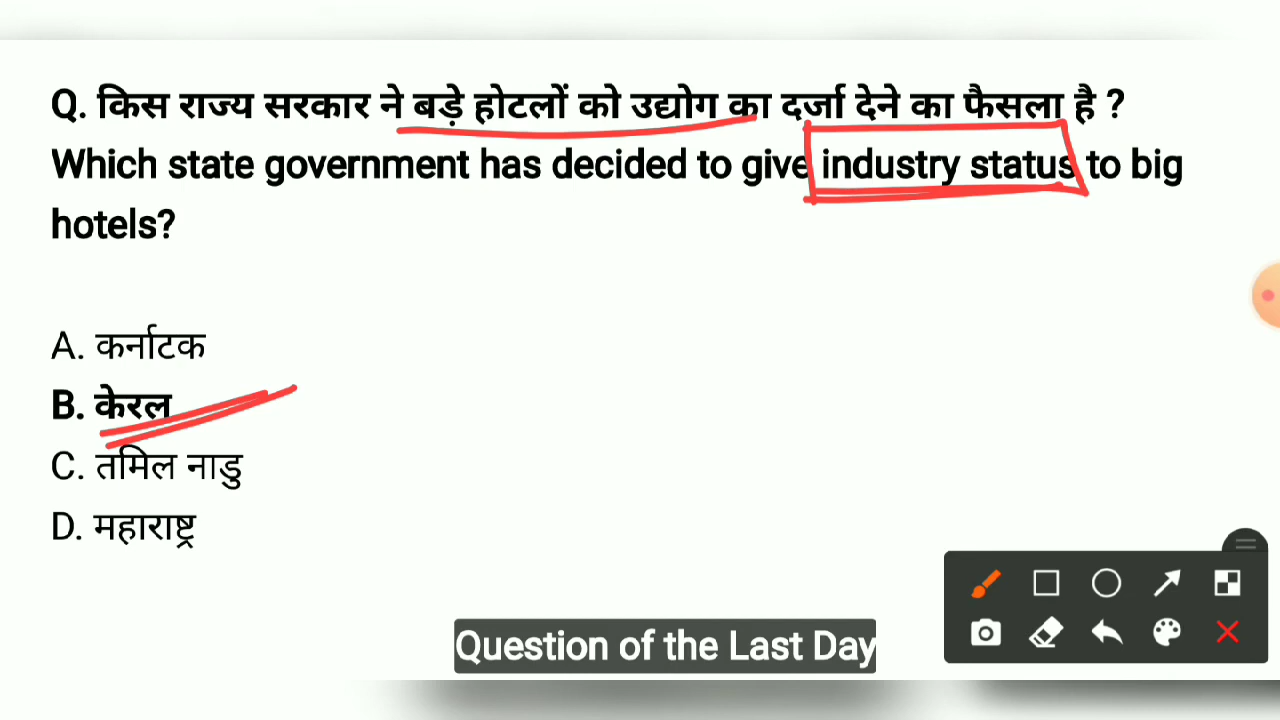 Q. किस राज्य सरकार ने बड़े होटलों को उद्योग का दर्जा देने का फैसला है ?
Which state government has decided to give industry status to big
hotels?
A. कर्नाटक
B. केरल
C. तमिल नाडु
D. महाराष्ट्र
Question of the Last Day